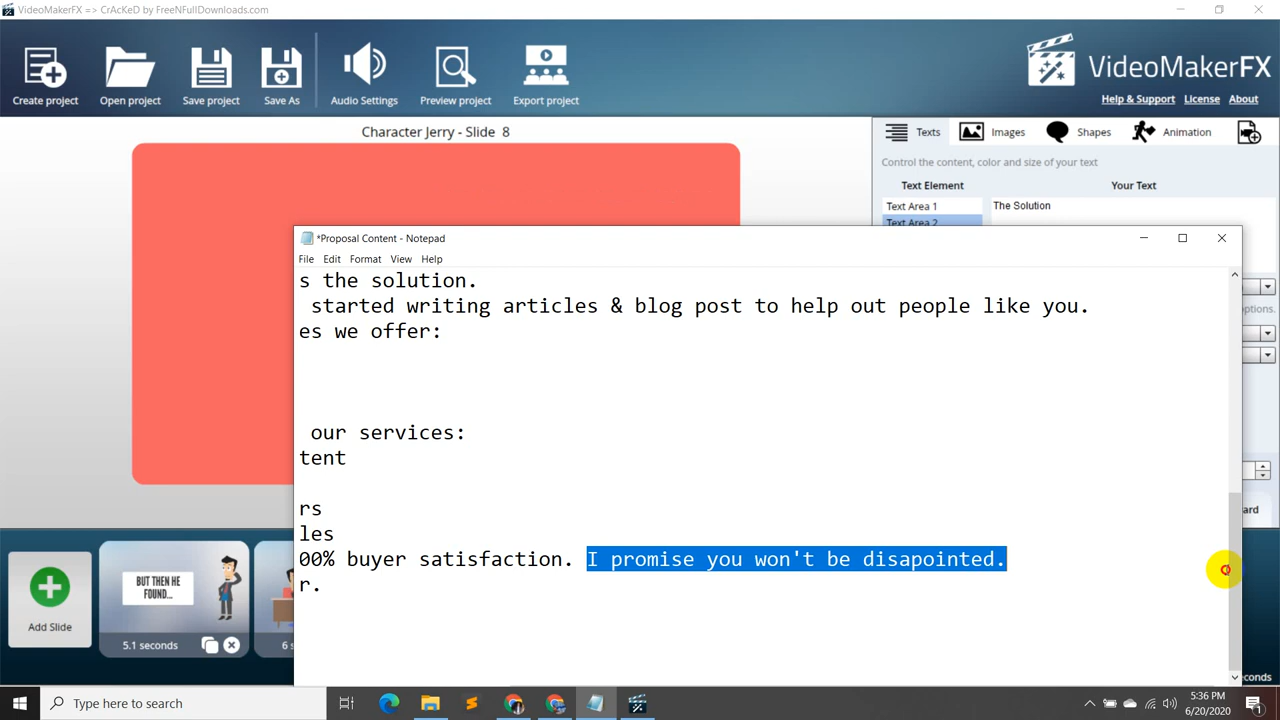 VideoMakerFX => CrAcKeD by FreeNFullDownloads.com
Create project
Open project
Save project
Save As
Audio Settings
Preview project
Export project
VideoMakerFX
Help & Support
License
About
Character Jerry - Slide 8
Texts
Images
Shapes
Animation
Control the content, color and size of your text
Text Element
Your Text
Text Area 1
The Solution
Text Area 2
*Proposal Content - Notepad
File
Edit
Format
View
Help
s the solution.
started writing articles & blog post to help out people like you.
es we offer:
ptions.
our services:
tent
rs
les
00% buyer satisfaction. I promise you won't be disapointed.
r.
ard
Add Slide
BUT THEN HE
FOUND...
5.1 seconds
6 s
econds
Type here to search
5:36 PM
6/20/2020
1